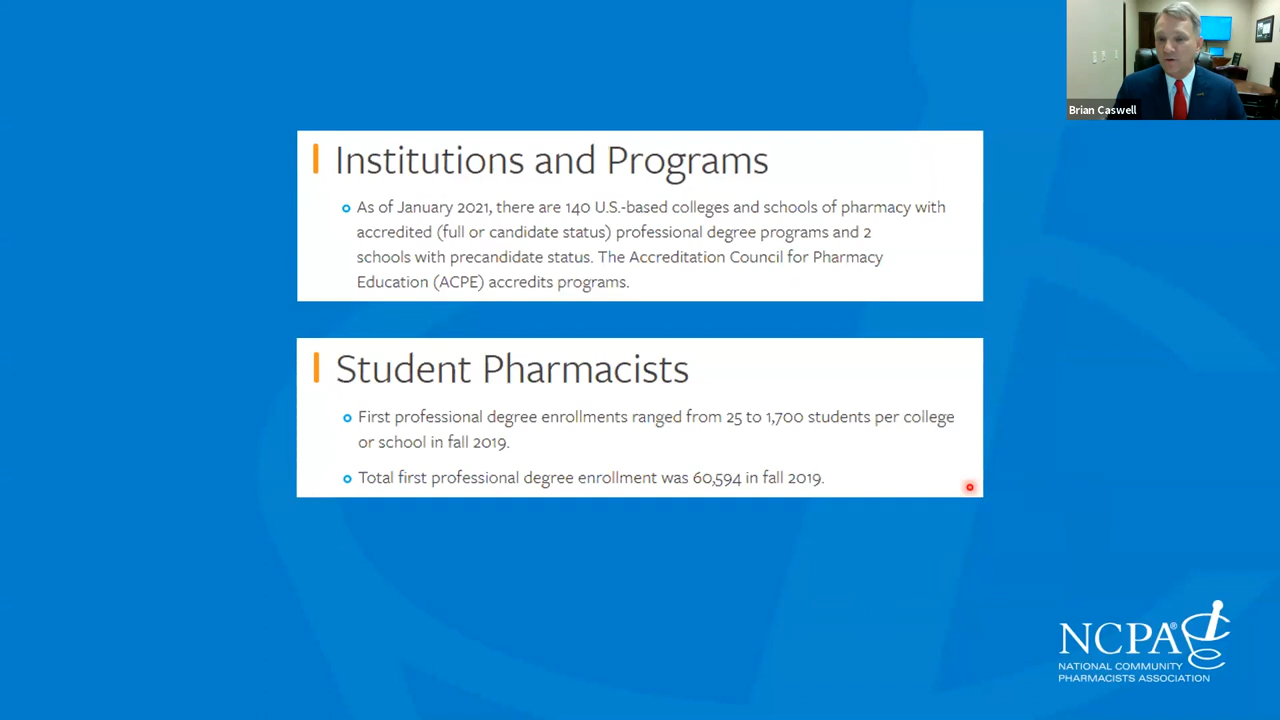 Brian Caswell
Institutions and Programs
As of January 2021, there are 140 U.S.-based colleges and schools of pharmacy with
accredited (full or candidate status) professional degree programs and 2
schools with precandidate status. The Accreditation Council for Pharmacy
Education (ACPE) accredits programs.
Student Pharmacists
First professional degree enrollments ranged from 25 to 1,700 students per college
or school in fall 2019.
Total first professional degree enrollment was 60,594 in fall 2019.
NCPA®
NATIONAL COMMUNITY
PHARMACISTS ASSOCIATION